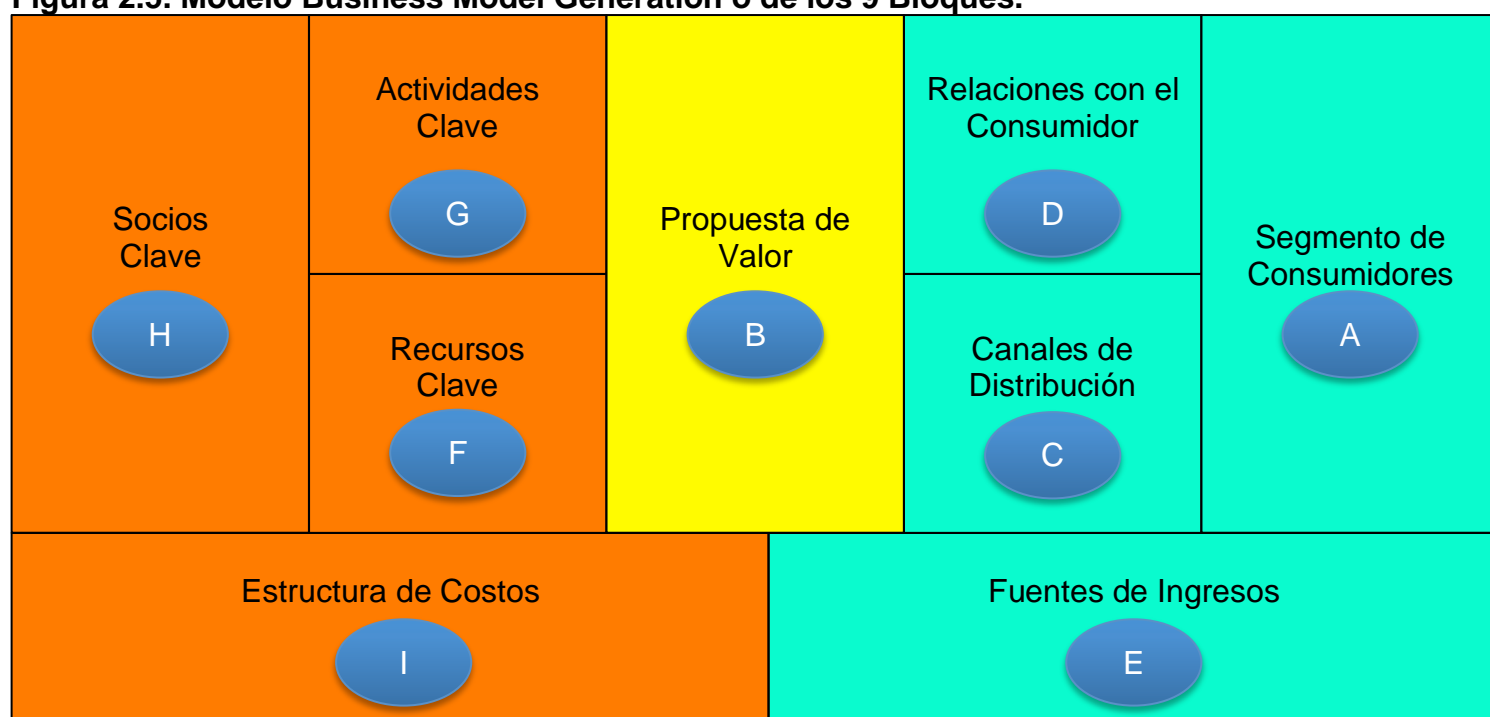 Figura 2.5: Modelo Business Model Generation o de los 9 Bloques.
Socios
Clave
H
Actividades
Clave
G
Recursos
Clave
F
Propuesta de
Valor
B
Relaciones con el
Consumidor
D
Canales de
Distribución
C
Segmento de
Consumidores
A
Estructura de Costos
I
Fuentes de Ingresos
E